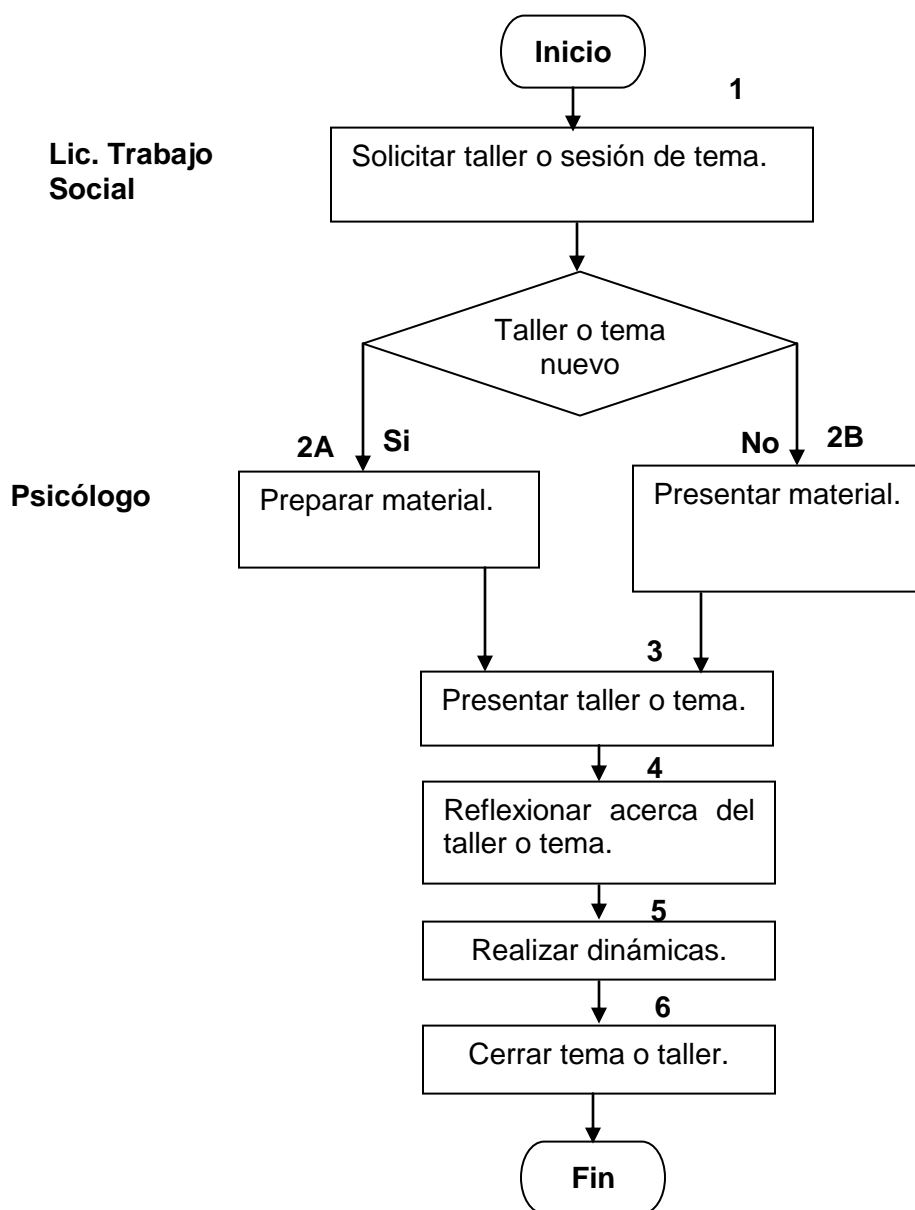 Inicio
1
Lic. Trabajo
Social
Solicitar taller o sesión de tema.
Taller o tema
nuevo
2A
Si
No
2B
Psicólogo
Preparar material.
Presentar material.
3
Presentar taller o tema.
4
Reflexionar acerca del
taller o tema.
5
Realizar dinámicas.
6
Cerrar tema o taller.
Fin